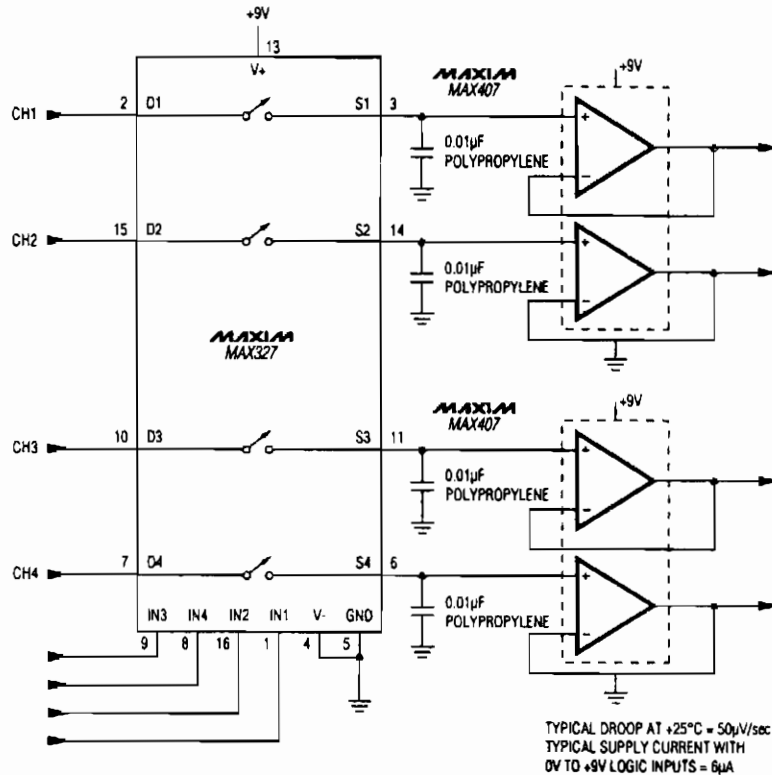 +9V
13
V+
CH1
2
D1
S1
3
MAXIM
MAX407
+9V
0.01µF
POLYPROPYLENE
+
−
CH2
15
D2
S2
14
0.01µF
POLYPROPYLENE
+
−
MAXIM
MAX327
MAXIM
MAX407
+9V
CH3
10
D3
S3
11
0.01µF
POLYPROPYLENE
+
−
CH4
7
D4
S4
6
0.01µF
POLYPROPYLENE
+
−
IN3 IN4 IN2 IN1 V- GND
9 8 16 1 4 5
TYPICAL DROOP AT +25°C = 50µV/sec
TYPICAL SUPPLY CURRENT WITH
0V TO +9V LOGIC INPUTS = 6µA